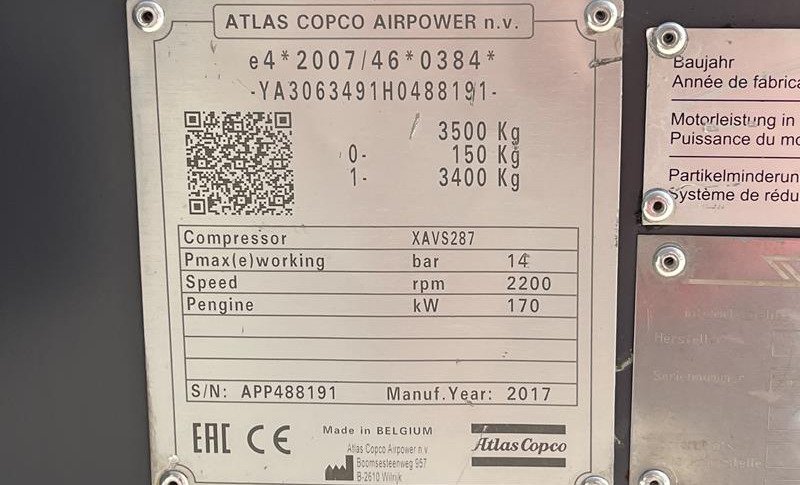 ATLAS COPCO AIRPOWER n.v.
e4*2007/46*0384*
-YA3063491H0488191-
3500 Kg
0- 150 Kg
1- 3400 Kg
Compressor XAVS287
Pmax(e)working bar 14
Speed rpm 2200
Pengine kW 170
S/N: APP488191 Manuf.Year: 2017
EAC CE
Made in BELGIUM
Atlas Copco Airpower n.v.
Boomsesteenweg 957
B-2610 Wilrijk
Atlas Copco
Baujahr
Année de fabrica
Motorleistung in
Puissance du mo
Partikelminderun
Système de rédu
Herstell
Seriennummer